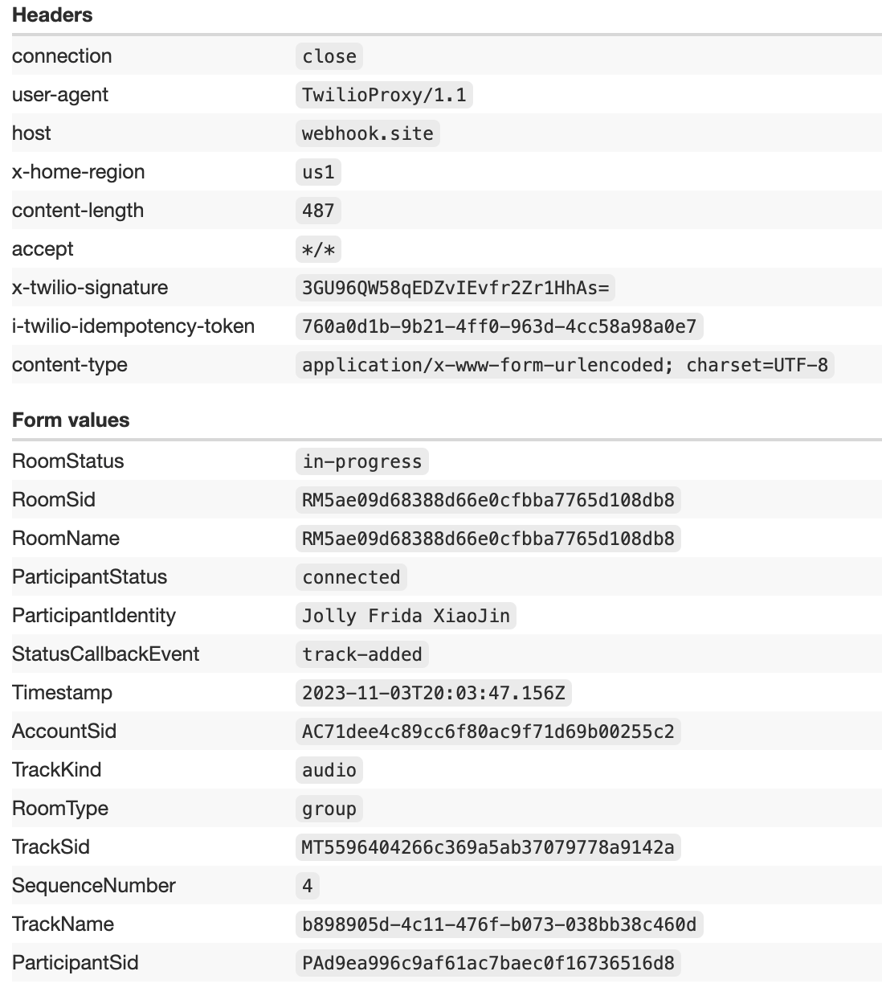 Headers
connection close
user-agent TwilioProxy/1.1
host webhook.site
x-home-region us1
content-length 487
accept */*
x-twilio-signature 3GU96QW58qEDZvIEvfr2Zr1HhAs=
i-twilio-idempotency-token 760a0d1b-9b21-4ff0-963d-4cc58a98a0e7
content-type application/x-www-form-urlencoded; charset=UTF-8
Form values
RoomStatus in-progress
RoomSid RM5ae09d68388d66e0cfbba7765d108db8
RoomName RM5ae09d68388d66e0cfbba7765d108db8
ParticipantStatus connected
ParticipantIdentity Jolly Frida XiaoJin
StatusCallbackEvent track-added
Timestamp 2023-11-03T20:03:47.156Z
AccountSid AC71dee4c89cc6f80ac9f71d69b00255c2
TrackKind audio
RoomType group
TrackSid MT5596404266c369a5ab37079778a9142a
SequenceNumber 4
TrackName b898905d-4c11-476f-b073-038bb38c460d
ParticipantSid PAd9ea996c9af61ac7baec0f16736516d8